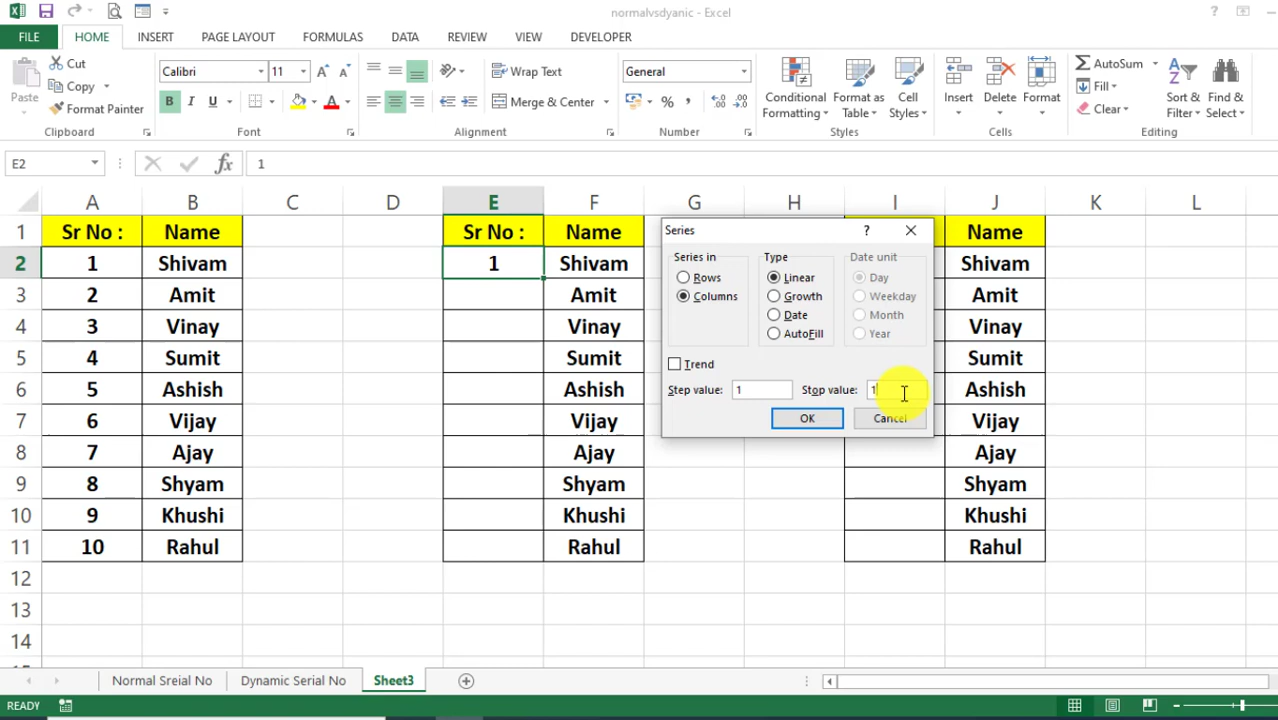 normalvsdyanic - Excel
FILE HOME INSERT PAGE LAYOUT FORMULAS DATA REVIEW VIEW DEVELOPER
Paste
Cut
Copy
Format Painter
Clipboard
Calibri 11
B I U
Font
Wrap Text
Merge & Center
Alignment
General
Number
Conditional Formatting
Format as Table
Cell Styles
Styles
Insert
Delete
Format
Cells
AutoSum
Fill
Clear
Sort & Filter
Find & Select
Editing
E2 fx 1
A B C D E F G H I J K L
1 Sr No : Name Sr No : Name Name
2 1 Shivam 1 Shivam Shivam
3 2 Amit Amit Amit
4 3 Vinay Vinay Vinay
5 4 Sumit Sumit Sumit
6 5 Ashish Ashish Ashish
7 6 Vijay Vijay Vijay
8 7 Ajay Ajay Ajay
9 8 Shyam Shyam Shyam
10 9 Khushi Khushi Khushi
11 10 Rahul Rahul Rahul
12
13
14
Series ?
Series in
Rows
Columns
Type
Linear
Growth
Date
AutoFill
Date unit
Day
Weekday
Month
Year
Trend
Step value: 1 Stop value: 1
OK Cancel
Normal Sreial No Dynamic Serial No Sheet3
READY